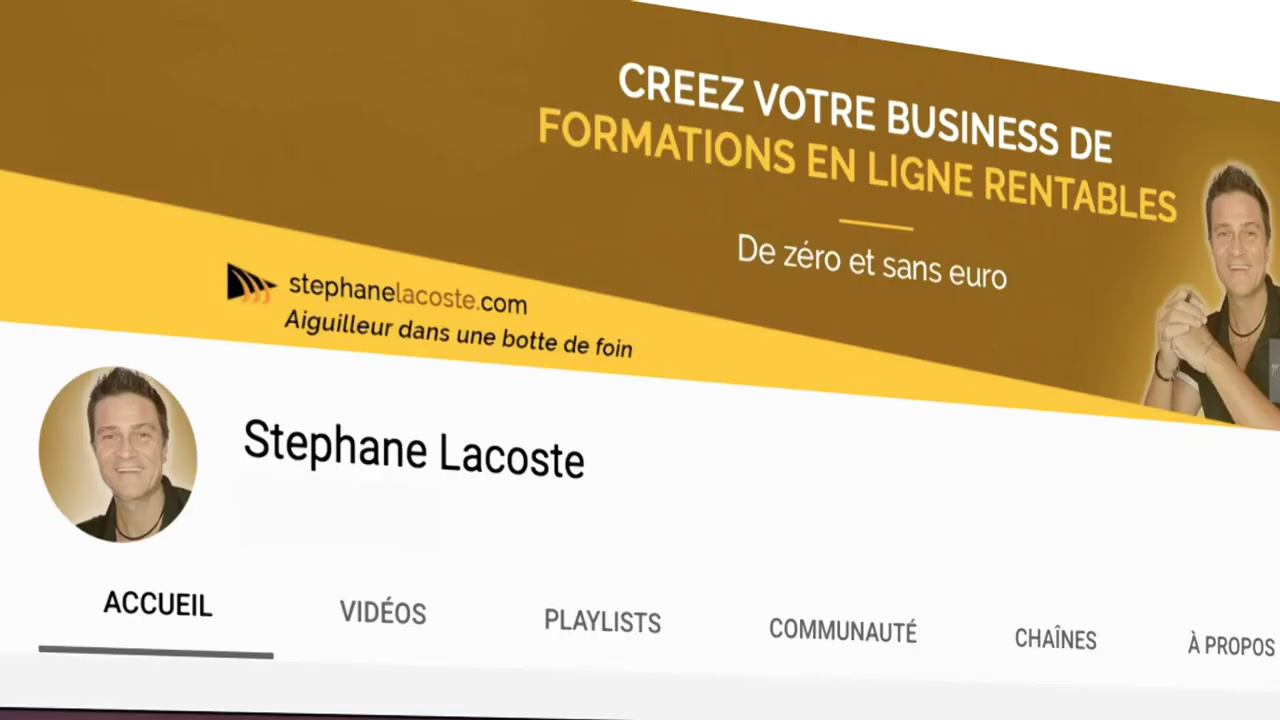 CREEZ VOTRE BUSINESS DE
FORMATIONS EN LIGNE RENTABLES
De zéro et sans euro
stephanelacoste.com
Aiguilleur dans une botte de foin
Stephane Lacoste
ACCUEIL
VIDÉOS
PLAYLISTS
COMMUNAUTÉ
CHAÎNES
À PROPOS